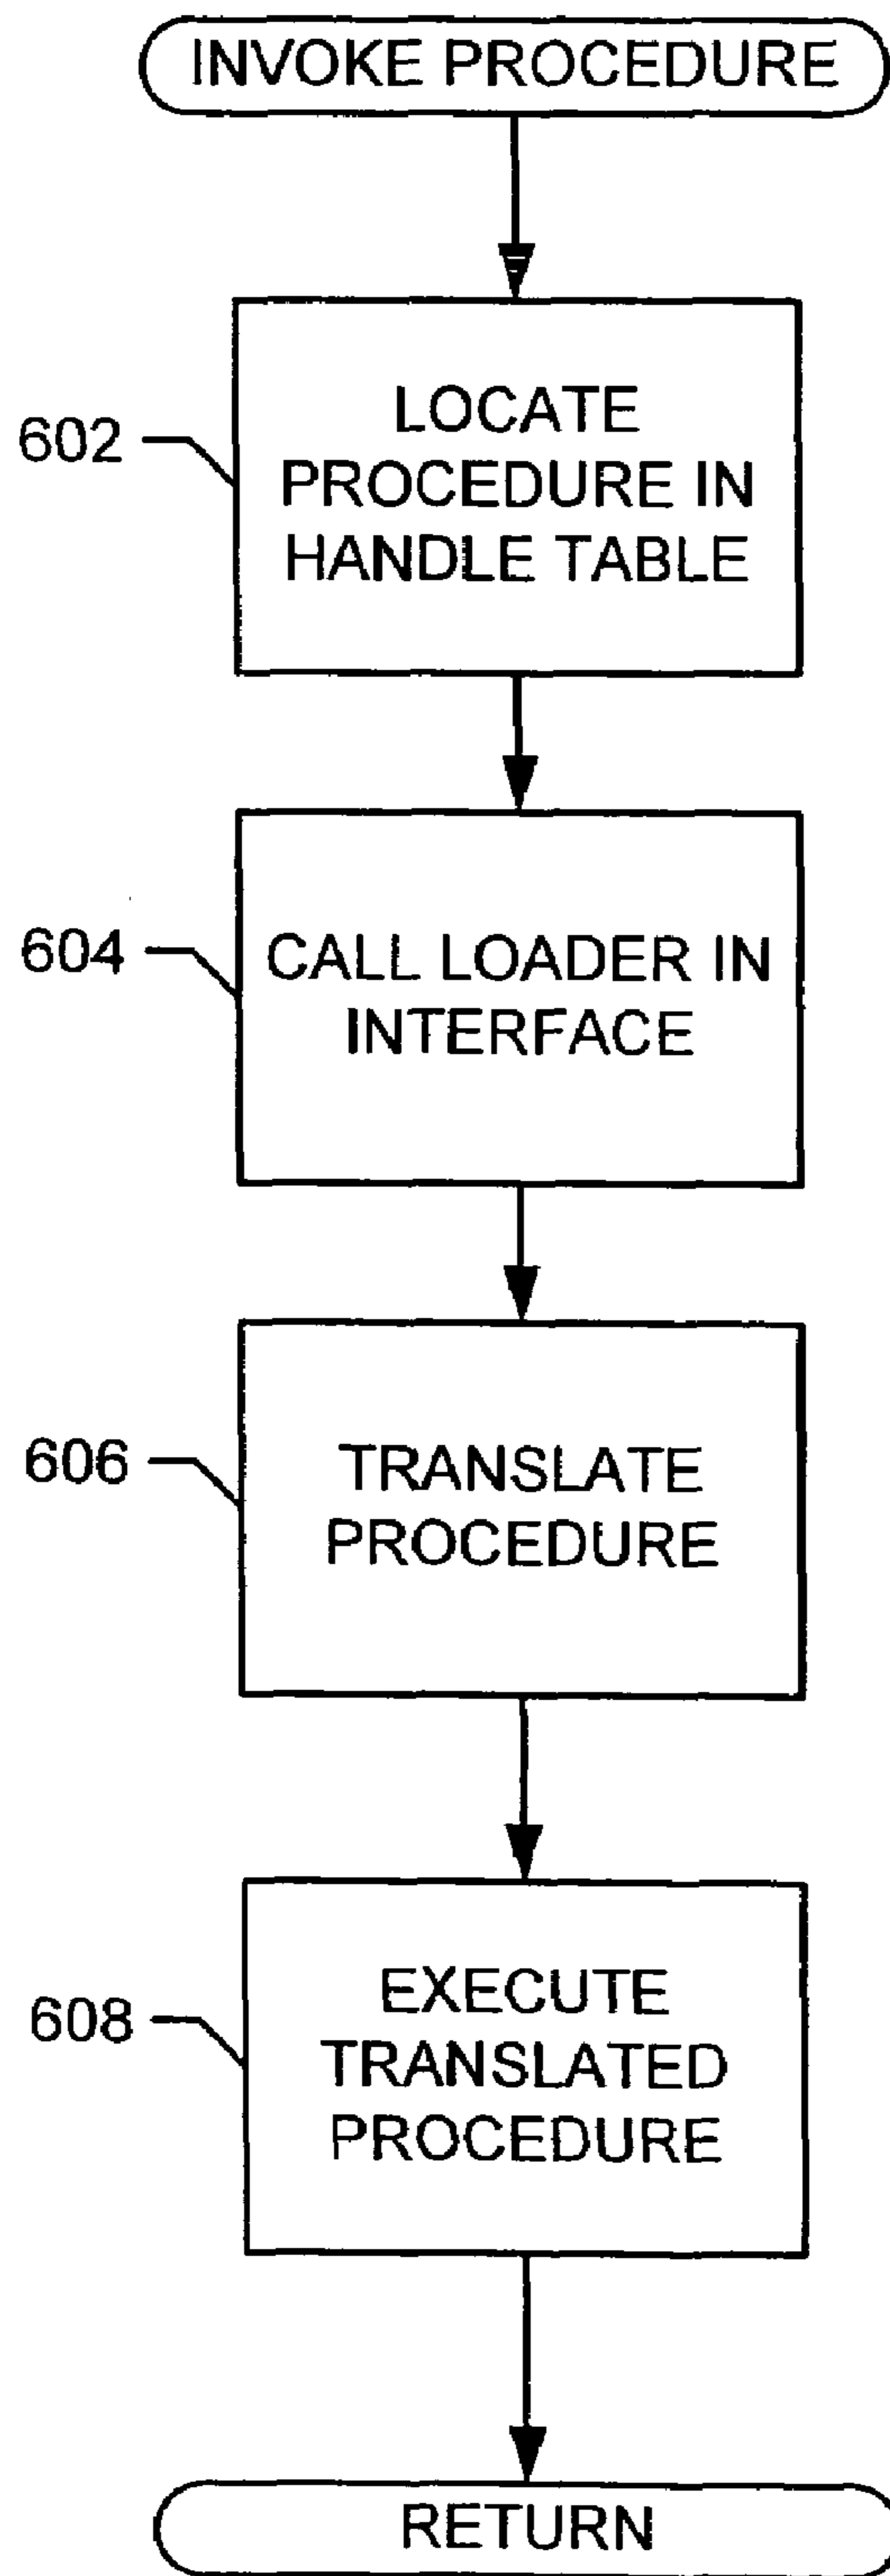 INVOKE PROCEDURE
602
LOCATE
PROCEDURE IN
HANDLE TABLE
604
CALL LOADER IN
INTERFACE
606
TRANSLATE
PROCEDURE
608
EXECUTE
TRANSLATED
PROCEDURE
RETURN